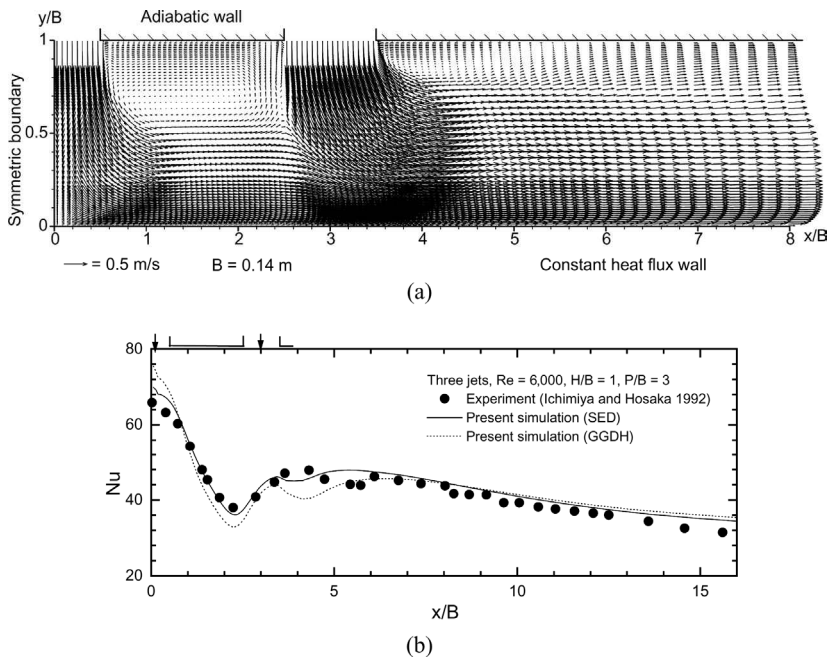 y/B
Adiabatic wall
1
0.5
0
Symmetric boundary
0 1 2 3 4 5 6 7 8 x/B
= 0.5 m/s
B = 0.14 m
Constant heat flux wall
(a)
80
60
40
20
Nu
Three jets, Re = 6,000, H/B = 1, P/B = 3
Experiment (Ichimiya and Hosaka 1992)
Present simulation (SED)
Present simulation (GGDH)
0 5 10 15
x/B
(b)